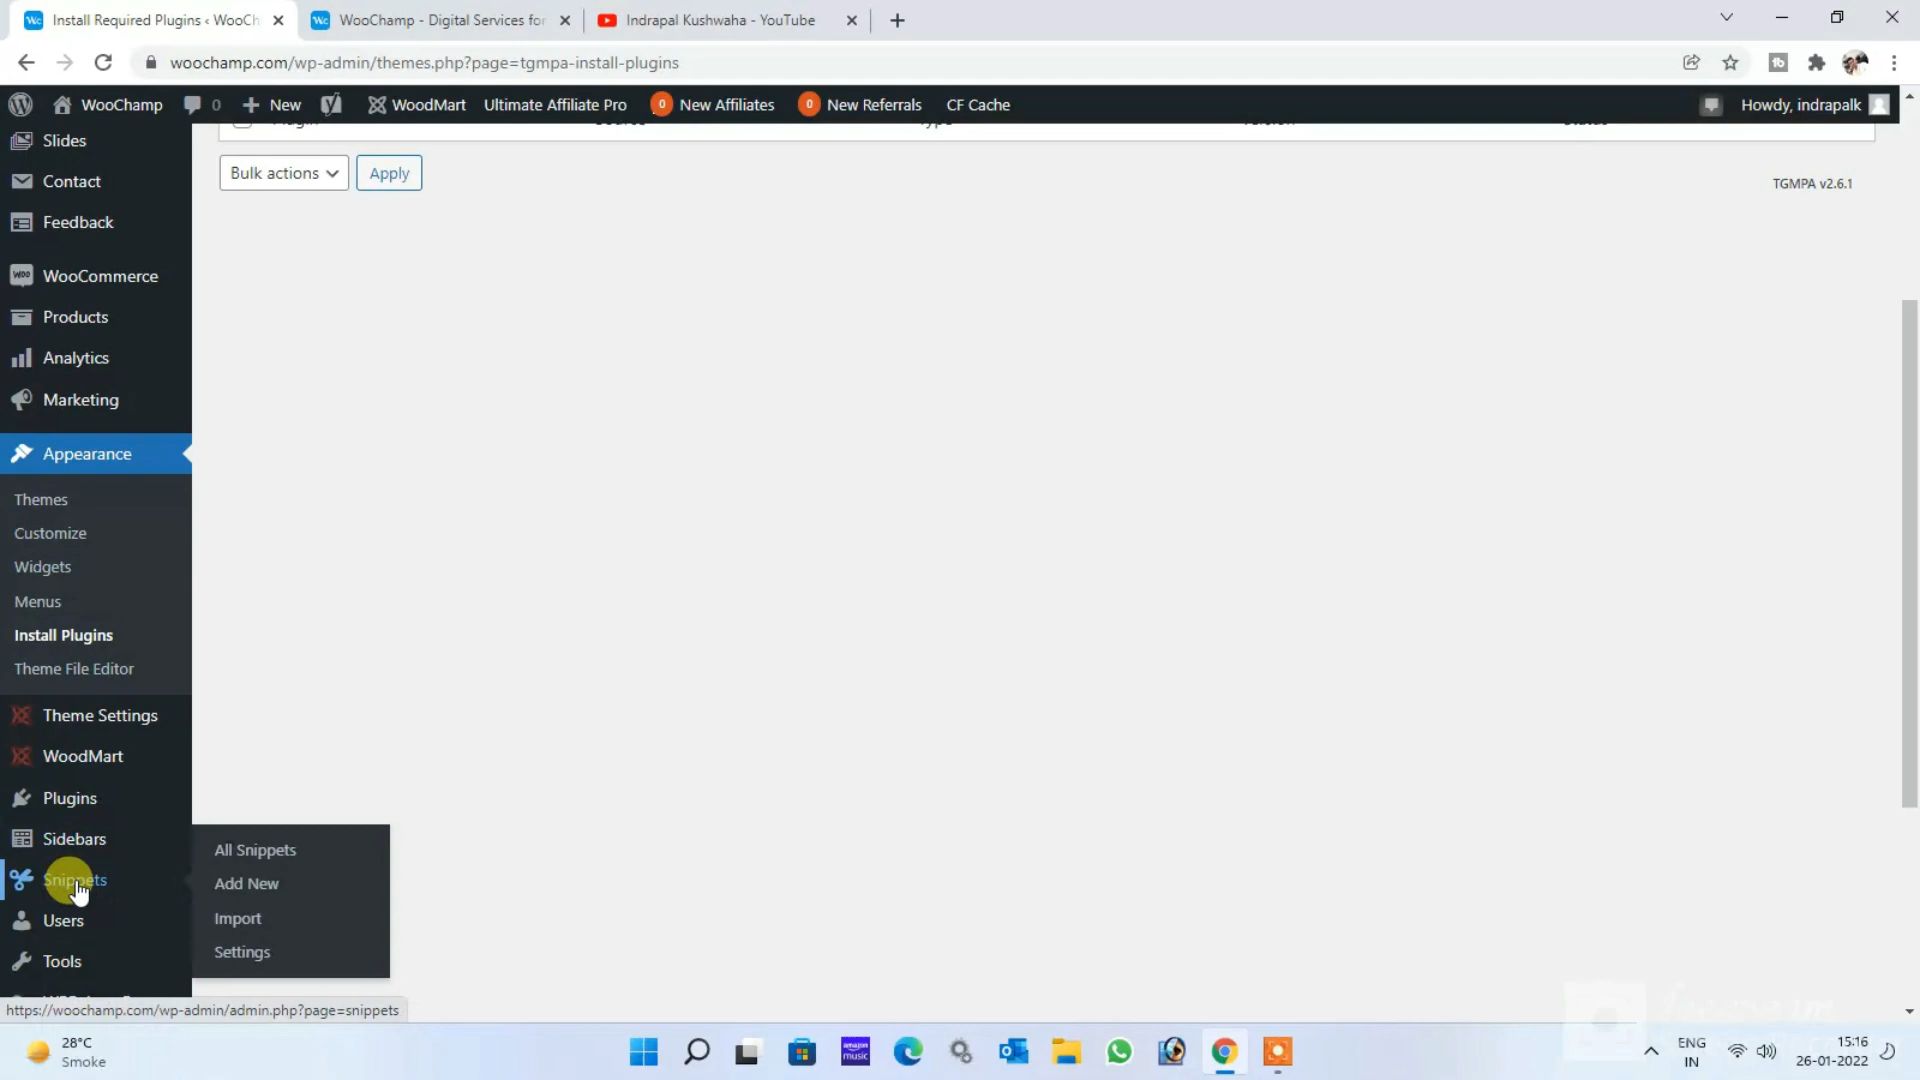 Install Required Plugins ‹ WooCh
WooChamp - Digital Services for
Indrapal Kushwaha - YouTube
woochamp.com/wp-admin/themes.php?page=tgmpa-install-plugins
WooChamp
0
New
WoodMart
Ultimate Affiliate Pro
0
New Affiliates
0
New Referrals
CF Cache
Howdy, indrapalk
Slides
Contact
Feedback
WooCommerce
Products
Analytics
Marketing
Appearance
Themes
Customize
Widgets
Menus
Install Plugins
Theme File Editor
Theme Settings
WoodMart
Plugins
Sidebars
Snippets
Users
Tools
Bulk actions
Apply
TGMPA v2.6.1
All Snippets
Add New
Import
Settings
https://woochamp.com/wp-admin/admin.php?page=snippets
28°C
Smoke
amazon music
ENG
IN
15:16
26-01-2022